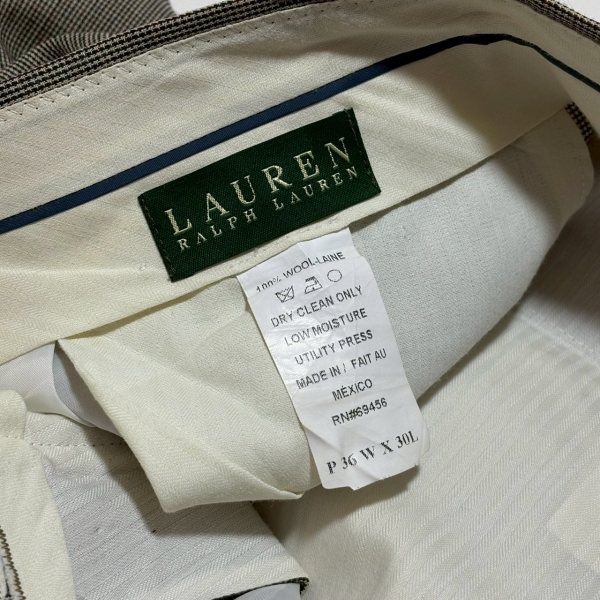 LAUREN
RALPH LAUREN
100% WOOL-LAINE
DRY CLEAN ONLY
LOW MOISTURE
UTILITY PRESS
MADE IN / FAIT AU
MÉXICO
RN#69456
P 36 W X 30L